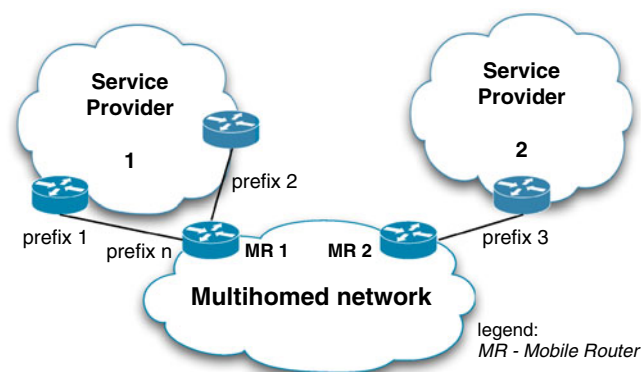 Service
Provider
1
Service
Provider
2
prefix 2
prefix 1
prefix n
MR 1
MR 2
prefix 3
Multihomed network
legend:
MR - Mobile Router